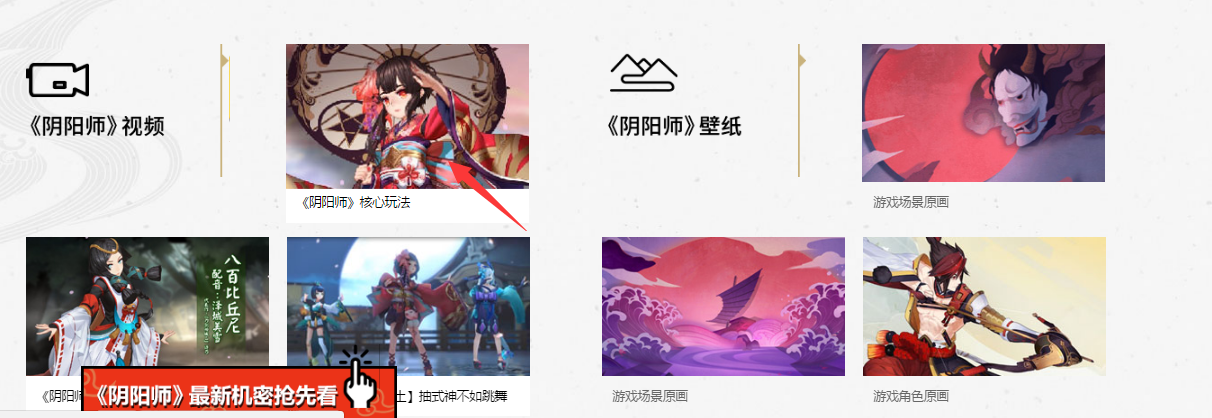 《阴阳师》视频
《阴阳师》核心玩法
《阴阳师》壁纸
游戏场景原画
八百比丘尼
配音：泽城美雪
《阴阳师
土】抽式神不如跳舞
《阴阳师》最新机密抢先看
游戏场景原画
游戏角色原画